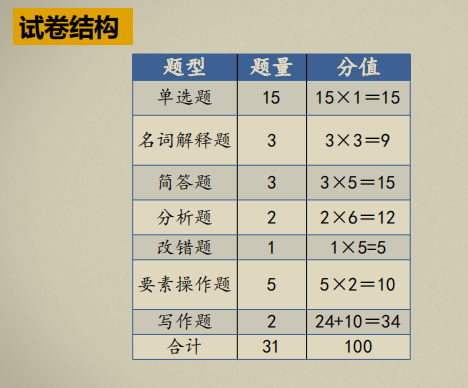 试卷结构
题型 题量 分值
单选题 15 15×1＝15
名词解释题 3 3×3＝9
简答题 3 3×5＝15
分析题 2 2×6＝12
改错题 1 1×5=5
要素操作题 5 5×2＝10
写作题 2 24+10＝34
合计 31 100